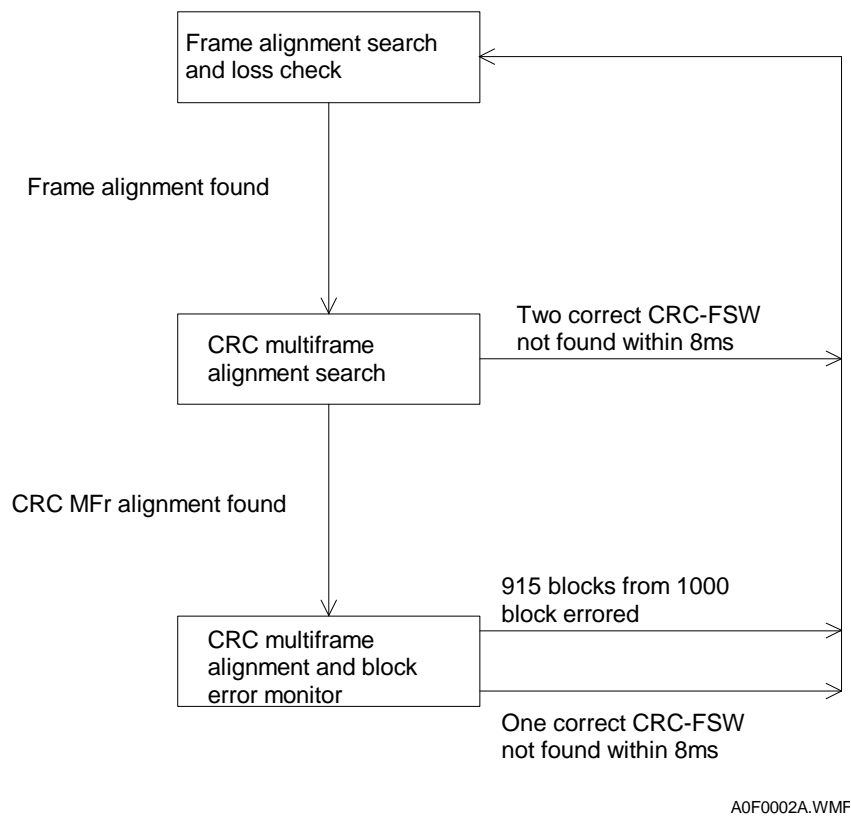 Frame alignment search
and loss check
Frame alignment found
Two correct CRC-FSW
not found within 8ms
CRC multiframe
alignment search
CRC MFr alignment found
915 blocks from 1000
block errored
CRC multiframe
alignment and block
error monitor
One correct CRC-FSW
not found within 8ms
A0F0002A.WMF